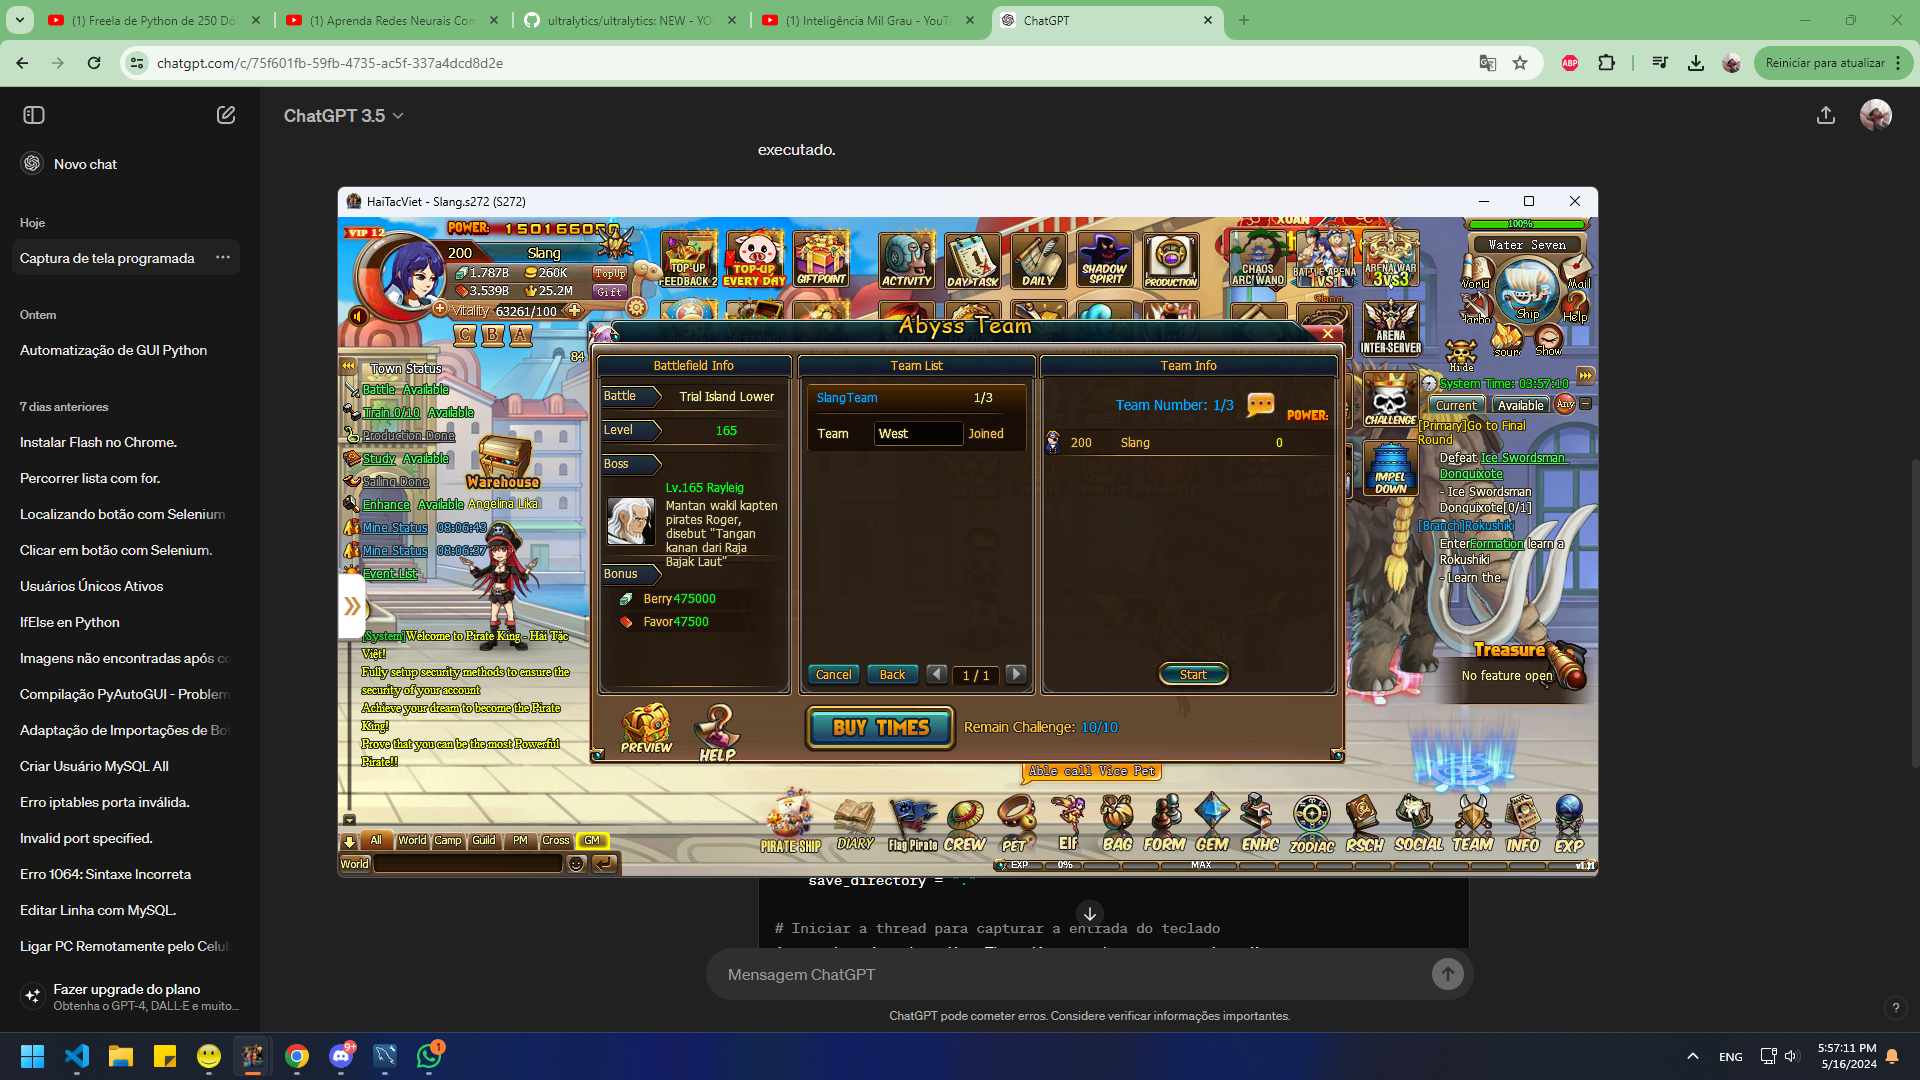 (1) Freela de Python de 250 Dó
(1) Aprenda Redes Neurais Com
ultralytics/ultralytics: NEW - YO
(1) Inteligência Mil Grau - YouTu
ChatGPT
chatgpt.com/c/75f601fb-59fb-4735-ac5f-337a4dcd8d2e
ABP
Reiniciar para atualizar
ChatGPT 3.5
Novo chat
Hoje
Captura de tela programada
Ontem
Automatização de GUI Python
7 dias anteriores
Instalar Flash no Chrome.
Percorrer lista com for.
Localizando botão com Selenium
Clicar em botão com Selenium.
Usuários Únicos Ativos
IfElse en Python
Imagens não encontradas após co
Compilação PyAutoGUI - Problem
Adaptação de Importações de Bot
Criar Usuário MySQL All
Erro iptables porta inválida.
Invalid port specified.
Erro 1064: Sintaxe Incorreta
Editar Linha com MySQL.
Ligar PC Remotamente pelo Celula
Fazer upgrade do plano
Obtenha o GPT-4, DALL·E e muito...
executado.
HaiTacViet - Slang.s272 (S272)
VIP 12
POWER:
200 Slang
1.787B 260K TopUp
3.539B 25.2M Gift
Vitality 63261/100
C B A
84
TOP-UP FEEDBACK 2
TOP-UP EVERY DAY
GIFTPOINT
ACTIVITY
DAY TASK
DAILY
SHADOW SPIRIT
PRODUCTION
CHAOS ARC WANO
BATTLE ARENA 1VS1
ARENA WAR 3vs3
100%
Water Seven
World
Mail
Ship
Help
Show
Hide
ARENA INTER-SERVER
CHALLENGE
IMPEL DOWN
System Time: 03:57:10
Current Available Any
[Primary]Go to Final
Round
Defeat Ice Swordsman
Donquixote
- Ice Swordsman
Donquixote[0/1]
[Branch]Rokushiki
EnterFormation learn a
Rokushiki
- Learn the
Treasure
No feature open
Town Status
Battle Available
Train 0/10 Available
Production Done
Study Available
Sailing Done
Enhance Available
Mine Status 08:06:43
Mine Status 08:06:37
Event List
Warehouse
Angelina Lika
[System]Welcome to Pirate King - Hải Tặc
Việt!
Fully setup security methods to ensure the
security of your account
Achieve your dream to become the Pirate
King!
Prove that you can be the most Powerful
Pirate!!
Abyss Team
Battlefield Info
Battle Trial Island Lower
Level 165
Boss
Lv.165 Rayleig
Mantan wakil kapten
pirates Roger,
disebut "Tangan
kanan dari Raja
Bajak Laut"
Bonus
Berry475000
Favor47500
Team List
SlangTeam 1/3
Team West Joined
Cancel Back 1 / 1
Team Info
Team Number: 1/3 POWER:
200 Slang 0
Start
PREVIEW
HELP
BUY TIMES
Remain Challenge: 10/10
Able call Vice Pet
PIRATE SHIP DIARY Flag Pirate CREW PET Elf BAG FORM GEM ENHC ZODIAC RSCH SOCIAL TEAM INFO EXP
All World Camp Guild PM Cross GM
World
EXP 0% MAX
save_directory = "."
# Iniciar a thread para capturar a entrada do teclado
Mensagem ChatGPT
ChatGPT pode cometer erros. Considere verificar informações importantes.
?
9+
1
ENG
5:57:11 PM
5/16/2024